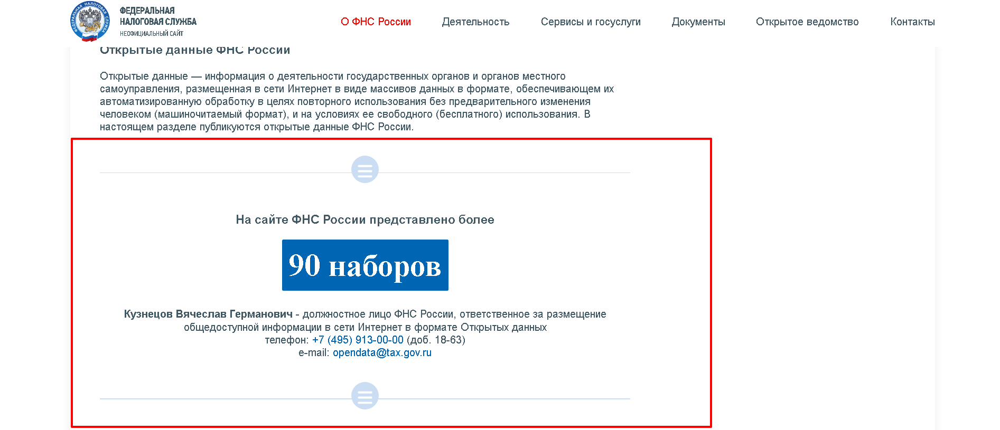 ФЕДЕРАЛЬНАЯ НАЛОГОВАЯ СЛУЖБА
ФЕДЕРАЛЬНАЯ
НАЛОГОВАЯ СЛУЖБА
НЕОФИЦИАЛЬНЫЙ САЙТ
О ФНС России
Деятельность
Сервисы и госуслуги
Документы
Открытое ведомство
Контакты
Открытые данные ФНС России
Открытые данные — информация о деятельности государственных органов и органов местного
самоуправления, размещенная в сети Интернет в виде массивов данных в формате, обеспечивающем их
автоматизированную обработку в целях повторного использования без предварительного изменения
человеком (машиночитаемый формат), и на условиях ее свободного (бесплатного) использования. В
настоящем разделе публикуются открытые данные ФНС России.
На сайте ФНС России представлено более
90 наборов
Кузнецов Вячеслав Германович - должностное лицо ФНС России, ответственное за размещение
общедоступной информации в сети Интернет в формате Открытых данных
телефон: +7 (495) 913-00-00 (доб. 18-63)
e-mail: opendata@tax.gov.ru